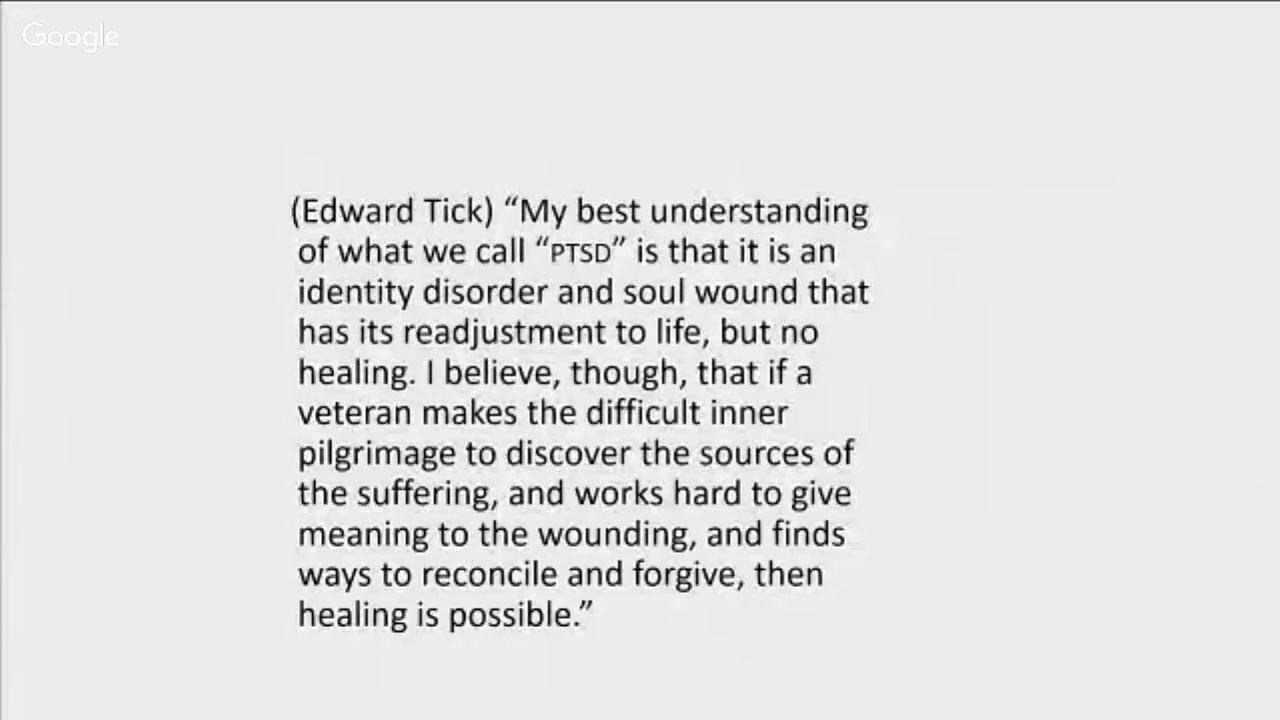 Google
(Edward Tick) “My best understanding
of what we call “PTSD” is that it is an
identity disorder and soul wound that
has its readjustment to life, but no
healing. I believe, though, that if a
veteran makes the difficult inner
pilgrimage to discover the sources of
the suffering, and works hard to give
meaning to the wounding, and finds
ways to reconcile and forgive, then
healing is possible.”